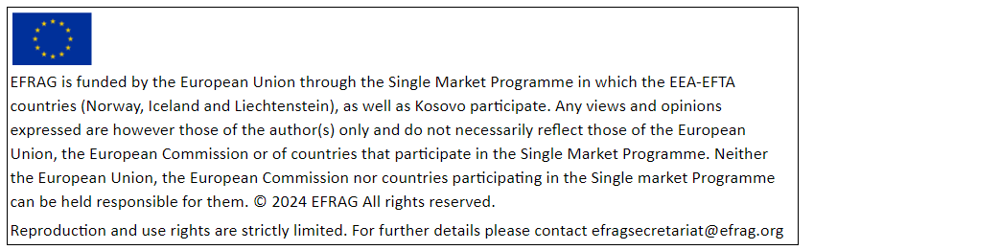 EFRAG is funded by the European Union through the Single Market Programme in which the EEA-EFTA
countries (Norway, Iceland and Liechtenstein), as well as Kosovo participate. Any views and opinions
expressed are however those of the author(s) only and do not necessarily reflect those of the European
Union, the European Commission or of countries that participate in the Single Market Programme. Neither
the European Union, the European Commission nor countries participating in the Single market Programme
can be held responsible for them. © 2024 EFRAG All rights reserved.
Reproduction and use rights are strictly limited. For further details please contact efragsecretariat@efrag.org